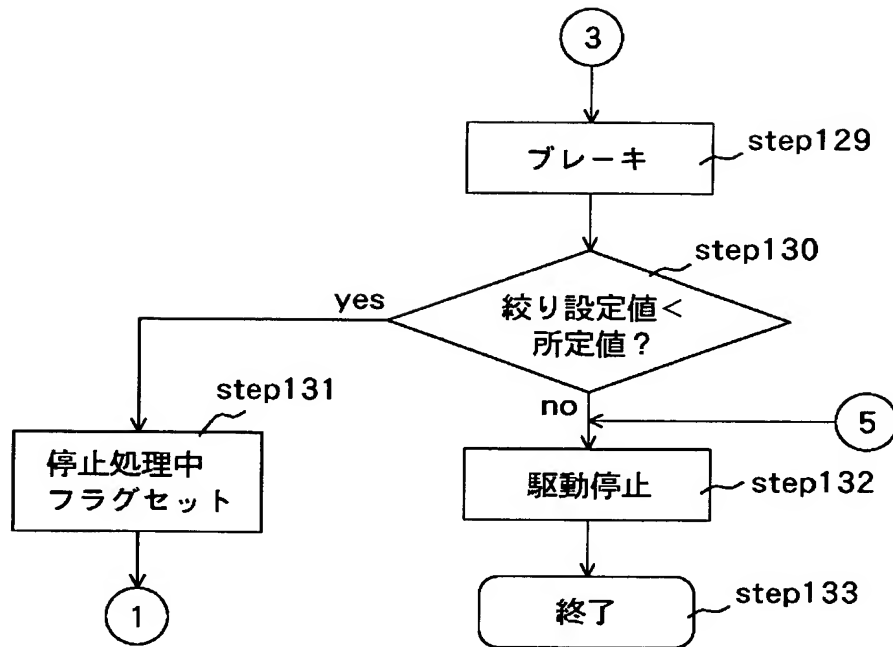 3
ブレーキ
step129
step130
yes
絞り設定値<
所定値?
step131
no
5
停止処理中
フラグセット
駆動停止
step132
1
終了
step133